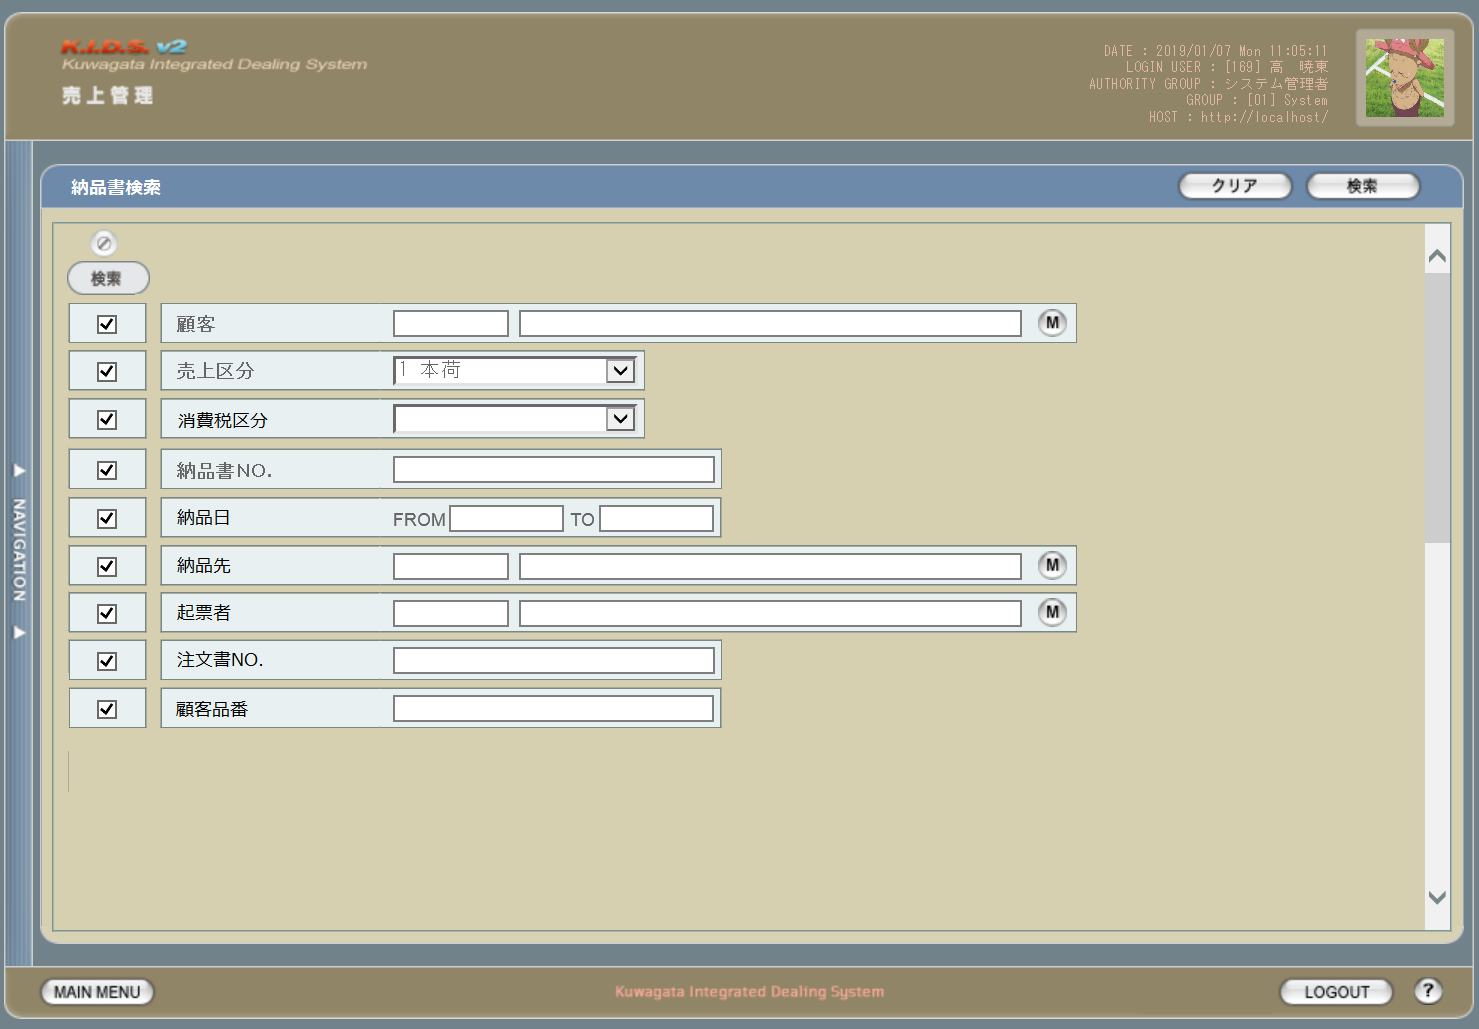 K.I.D.S. v2
Kuwagata Integrated Dealing System
売上管理
DATE : 2019/01/07 Mon 11:05:11
LOGIN USER : [169] 高　暁東
AUTHORITY GROUP : システム管理者
GROUP : [01] System
HOST : http://localhost/
納品書検索
クリア
検索
検索
顧客
M
売上区分
1 本荷
消費税区分
納品書NO.
納品日
FROM
TO
納品先
M
起票者
M
注文書NO.
顧客品番
NAVIGATION
MAIN MENU
Kuwagata Integrated Dealing System
LOGOUT
?